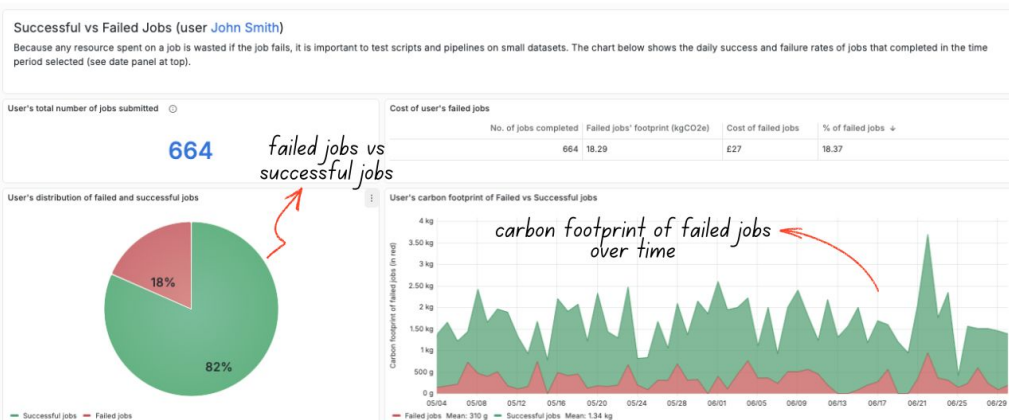 Successful vs Failed Jobs (user John Smith)
Because any resource spent on a job is wasted if the job fails, it is important to test scripts and pipelines on small datasets. The chart below shows the daily success and failure rates of jobs that completed in the time
period selected (see date panel at top).
User's total number of jobs submitted
664
Cost of user's failed jobs
No. of jobs completed Failed jobs' footprint (kgCO2e) Cost of failed jobs % of failed jobs ↓
664 18.29 £27 18.37
failed jobs vs
successful jobs
User's distribution of failed and successful jobs
18%
82%
Successful jobs Failed jobs
User's carbon footprint of Failed vs Successful jobs
carbon footprint of failed jobs
over time
Carbon footprint of failed jobs (in red)
4 kg
3.50 kg
3 kg
2.50 kg
2 kg
1.50 kg
1 kg
500 g
0 g
05/04 05/08 05/12 05/16 05/20 05/24 05/28 06/01 06/05 06/09 06/13 06/17 06/21 06/25 06/29
Failed jobs Mean: 310 g Successful jobs Mean: 1.34 kg